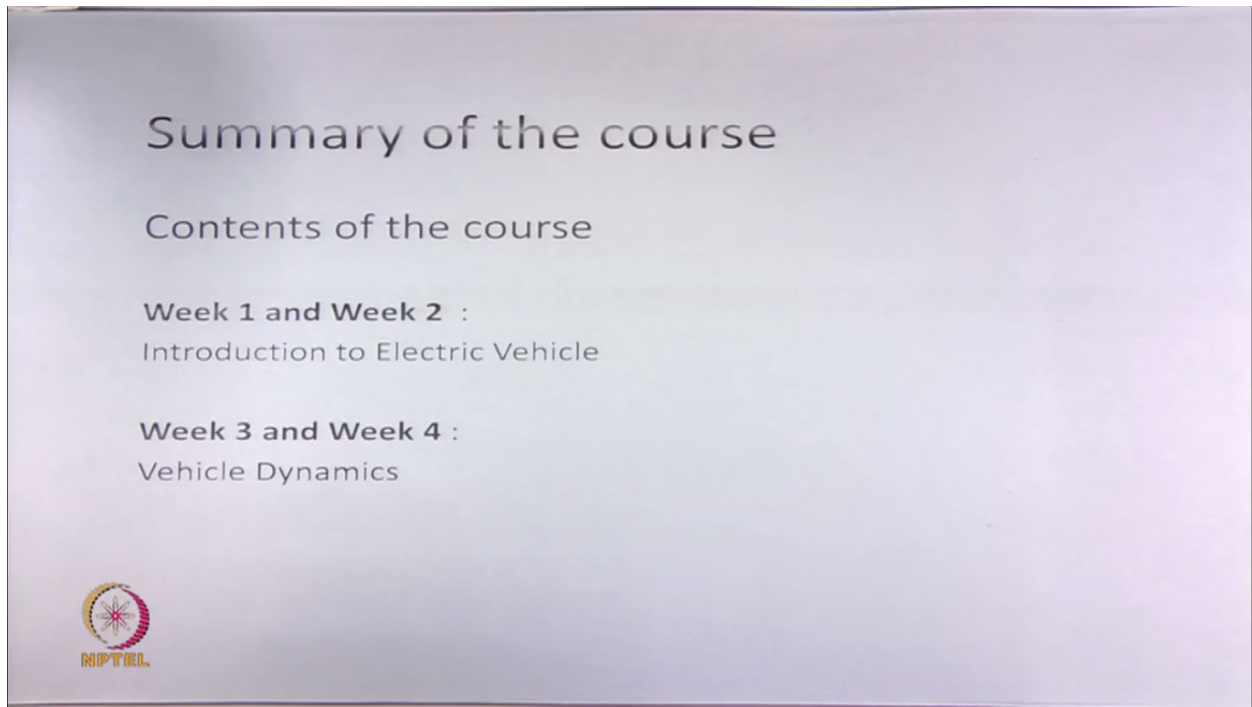 Summary of the course
Contents of the course
Week 1 and Week 2 :
Introduction to Electric Vehicle
Week 3 and Week 4 :
Vehicle Dynamics
NPTEL